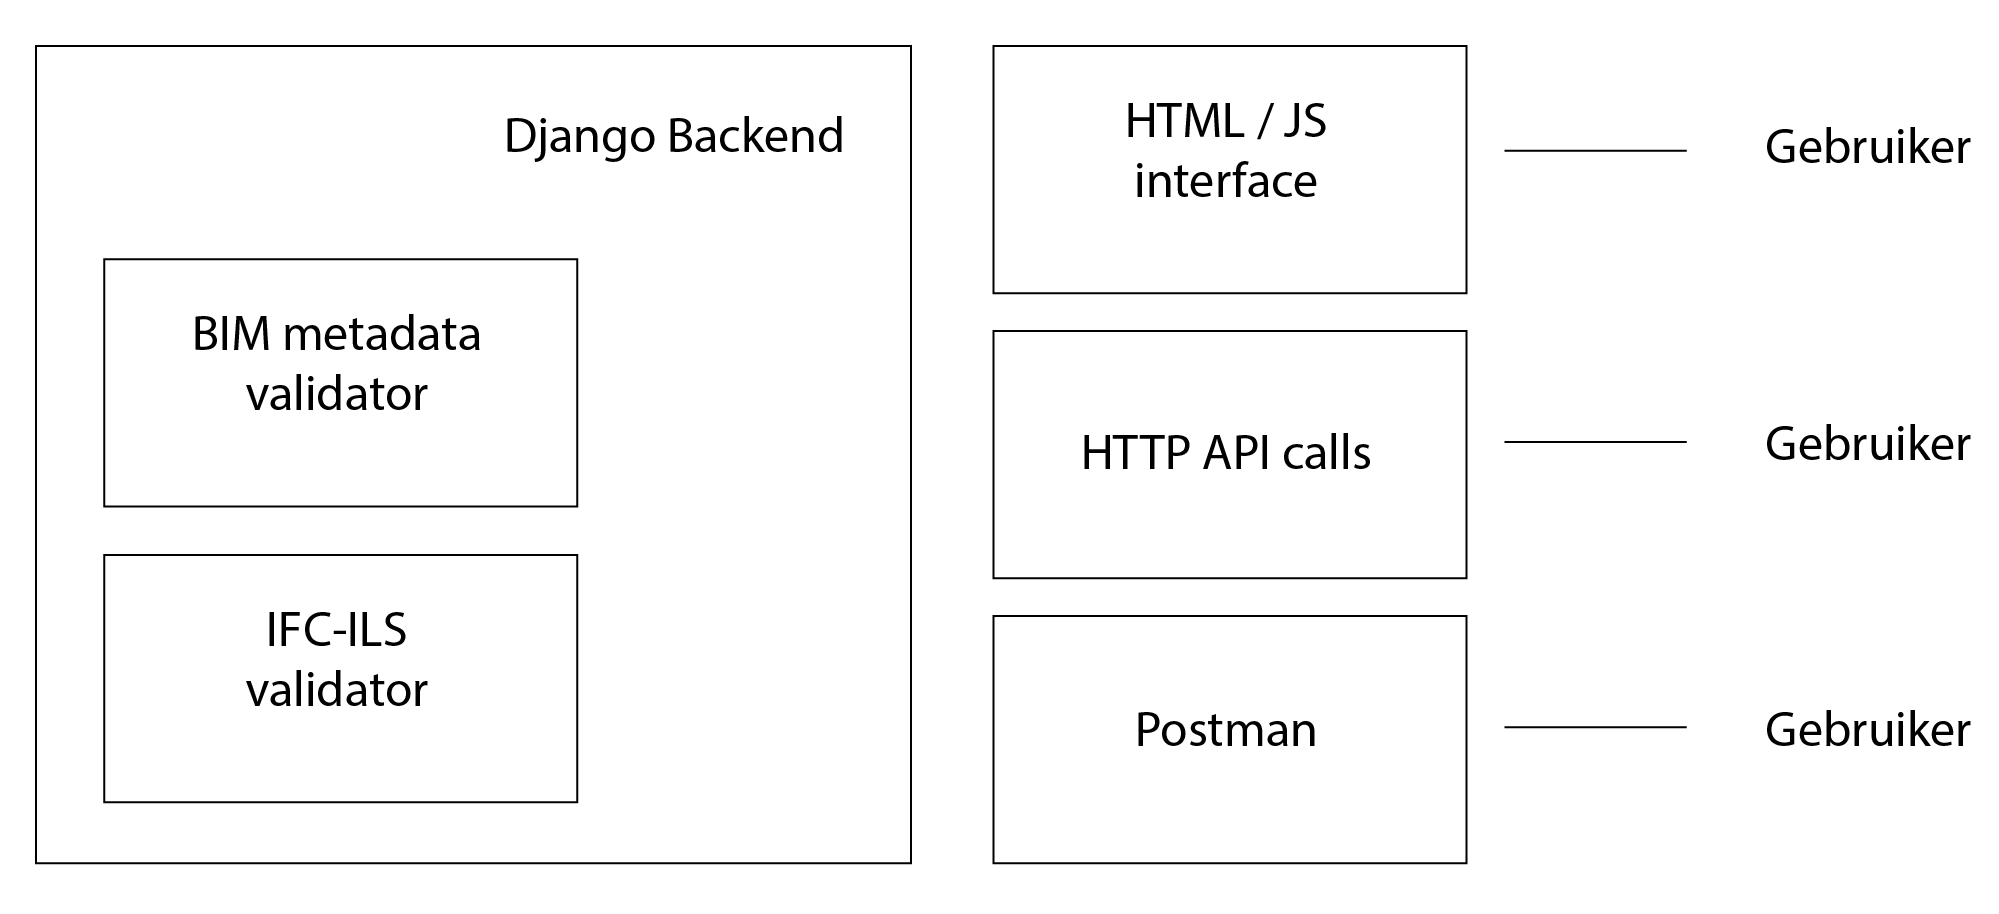 Django Backend
BIM metadata
validator
IFC-ILS
validator
HTML / JS
interface
Gebruiker
HTTP API calls
Gebruiker
Postman
Gebruiker